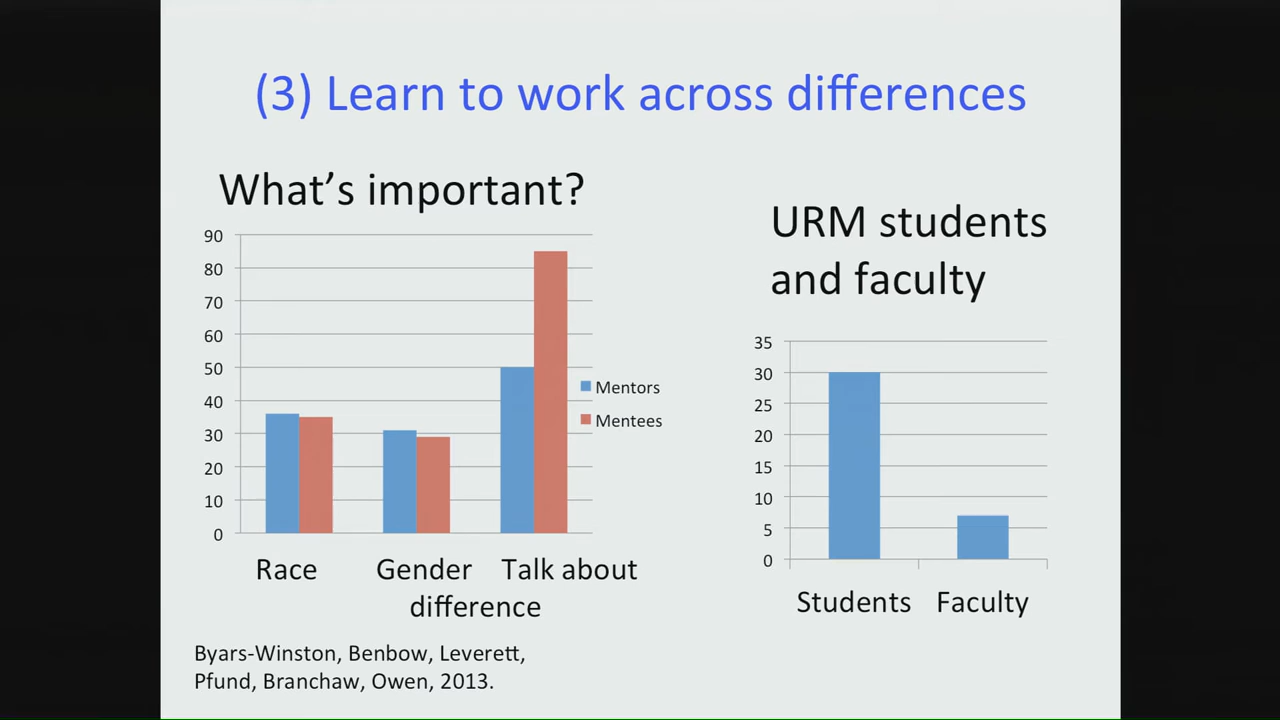 (3) Learn to work across differences
What's important?
90
80
70
60
50
40
30
20
10
0
Mentors
Mentees
Race
Gender
Talk about
difference
Byars-Winston, Benbow, Leverett,
Pfund, Branchaw, Owen, 2013.
URM students
and faculty
35
30
25
20
15
10
5
0
Students
Faculty